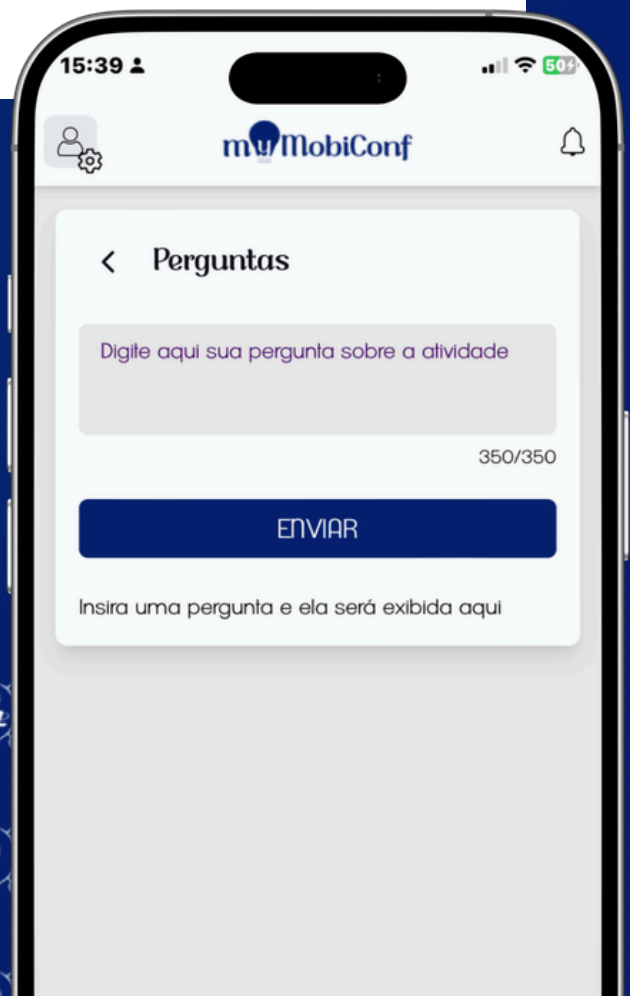 15:39
50
myMobiConf
Perguntas
Digite aqui sua pergunta sobre a atividade
350/350
ENVIAR
Insira uma pergunta e ela será exibida aqui